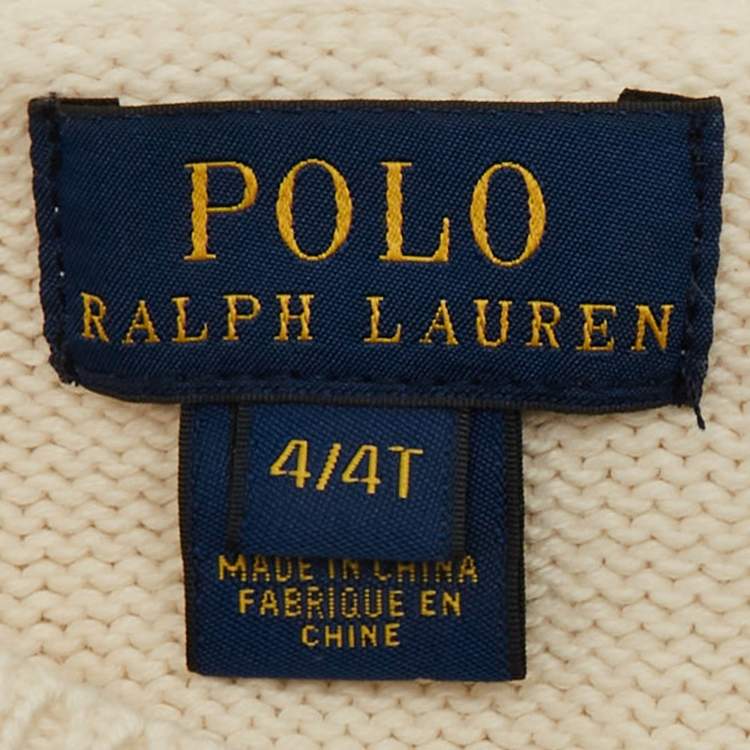 POLO
RALPH LAUREN
4/4T
MADE IN CHINA
FABRIQUE EN
CHINE